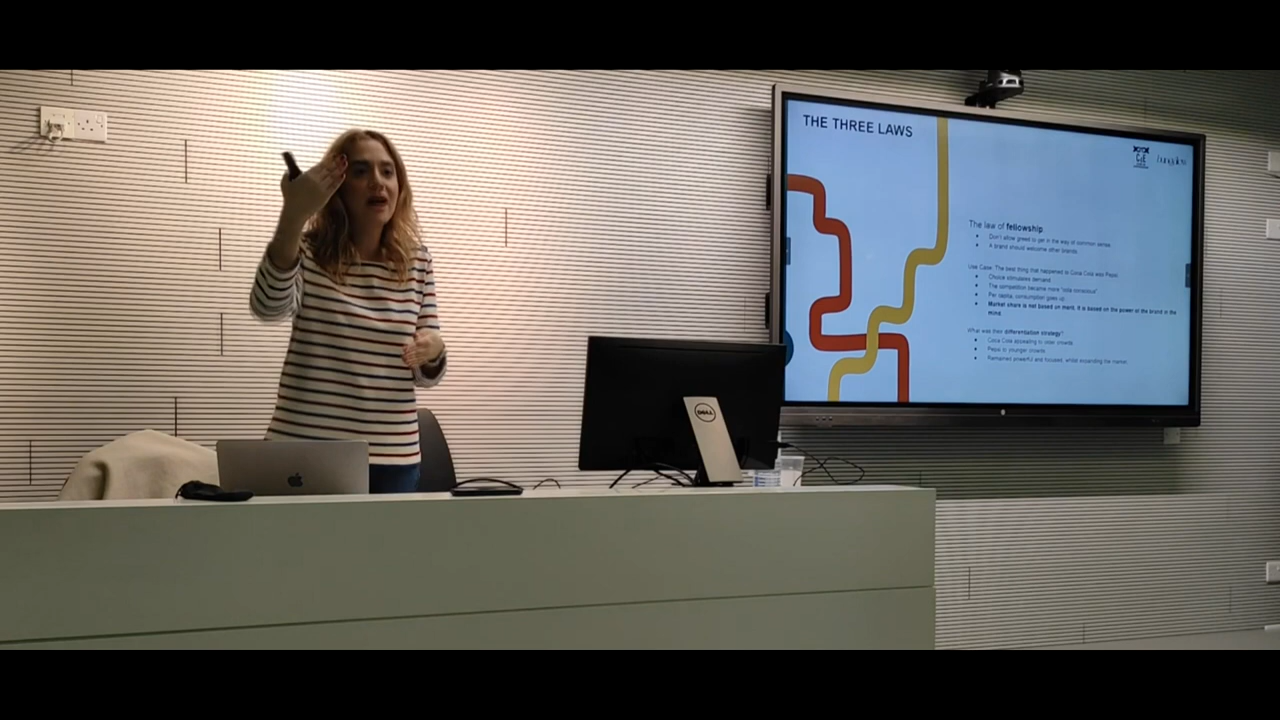 THE THREE LAWS
C&E
bungalow
The law of fellowship:
Don't allow greed to get in the way of common sense.
A brand should welcome other brands.
Use Case: The best thing that happened to Coca Cola was Pepsi.
Choice stimulates demand
The competition became more "cola conscious"
Per capita consumption goes up
Market share is not based on merit. It is based on the power of the brand in the
mind.
What was their differentiation strategy?
Coca Cola appealing to older crowds
Pepsi to younger crowds
Remained powerful and focused, whilst expanding the market.
DELL